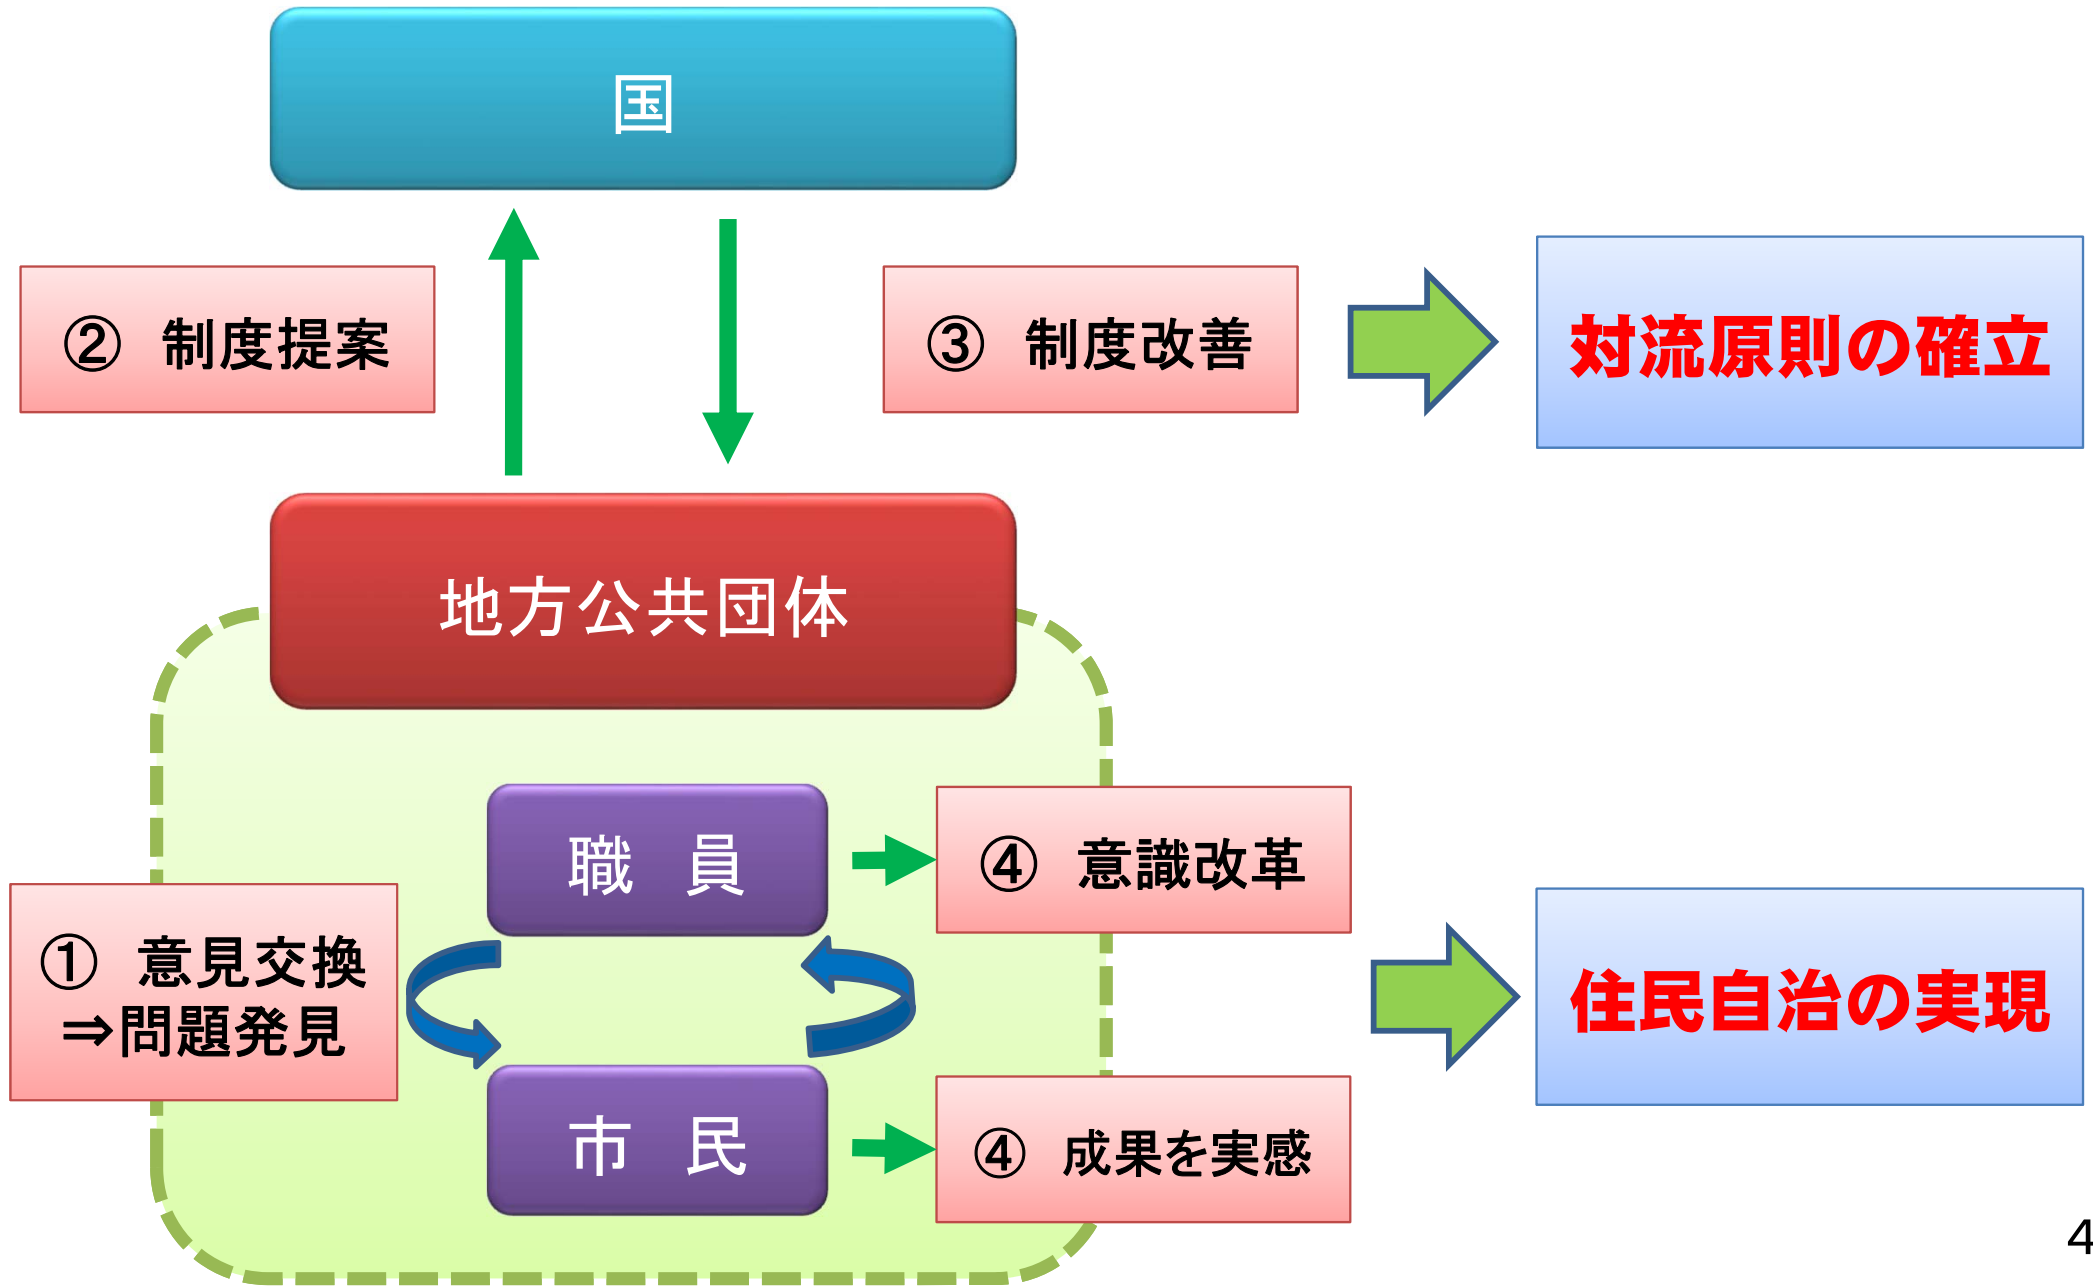 国
② 制度提案
③ 制度改善
対流原則の確立
地方公共団体
職 員
④ 意識改革
① 意見交換
⇒問題発見
住民自治の実現
市 民
④ 成果を実感
4